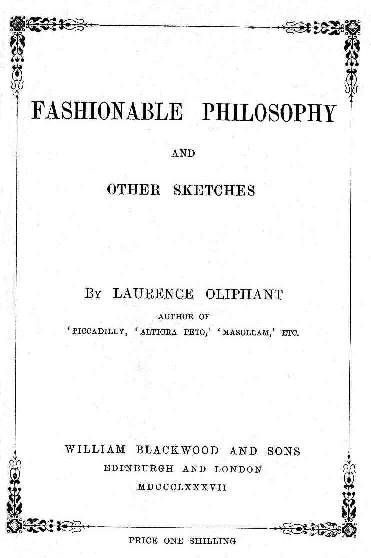 FASHIONABLE PHILOSOPHY
AND
OTHER SKETCHES
BY LAURENCE OLIPHANT
AUTHOR OF
'PICCADILLY, 'ALTIORA PETO,' 'MASOLLAM,' ETC.
WILLIAM BLACKWOOD AND SONS
EDINBURGH AND LONDON
MDCCCLXXXVII
PRICE ONE SHILLING